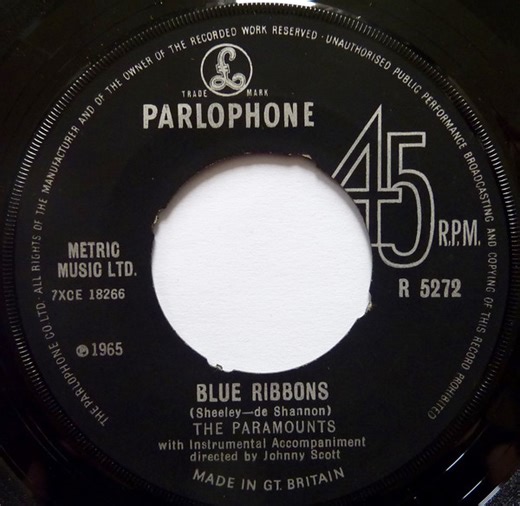 ALL RIGHTS OF THE MANUFACTURER AND OF THE OWNER OF THE RECORDED WORK RESERVED · UNAUTHORISED PUBLIC PERFORMANCE BROADCASTING AND COPYING OF THIS RECORD PROHIBITED
THE PARLOPHONE CO. LTD.
£
TRADE MARK
PARLOPHONE
45
R.P.M.
METRIC
MUSIC LTD.
7XCE 18266
R 5272
℗ 1965
BLUE RIBBONS
(Sheeley—de Shannon)
THE PARAMOUNTS
with Instrumental Accompaniment
directed by Johnny Scott
MADE IN GT. BRITAIN